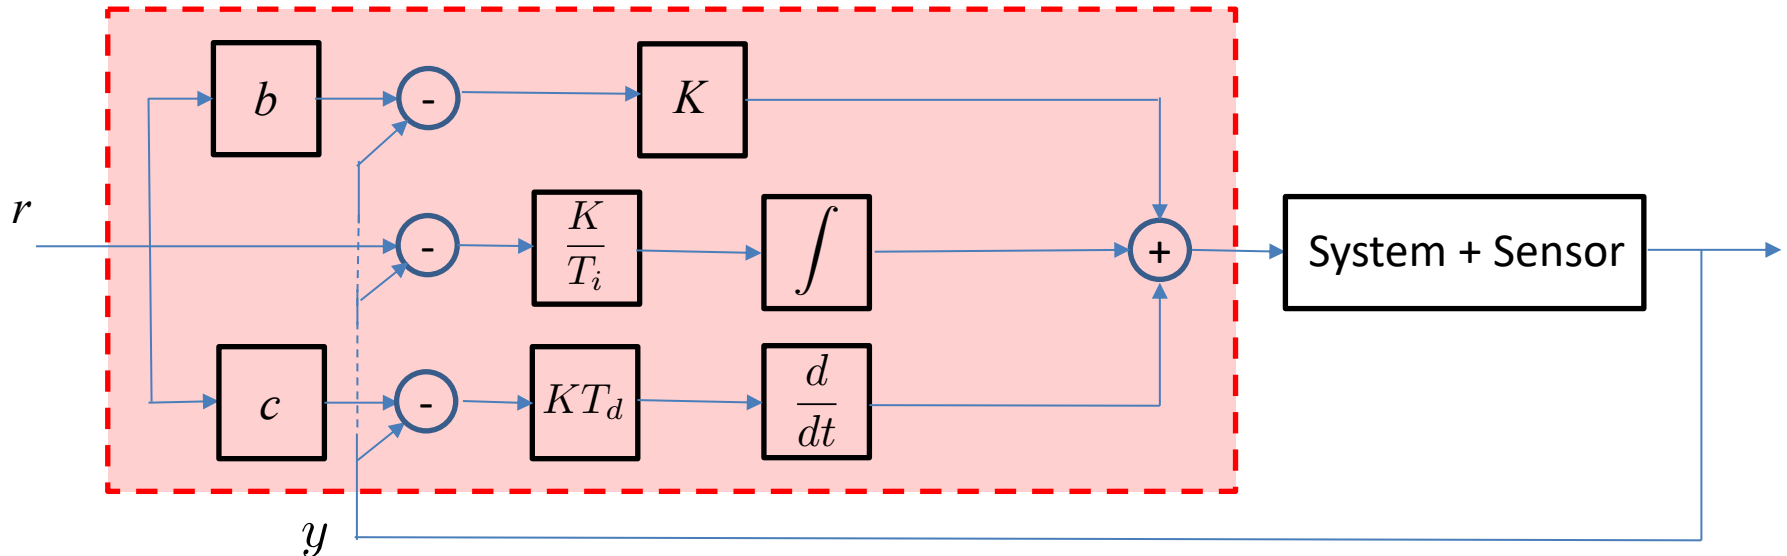 b
-
K
r
-
K
T_i
∫
+
System + Sensor
c
-
KT_d
d
dt
y